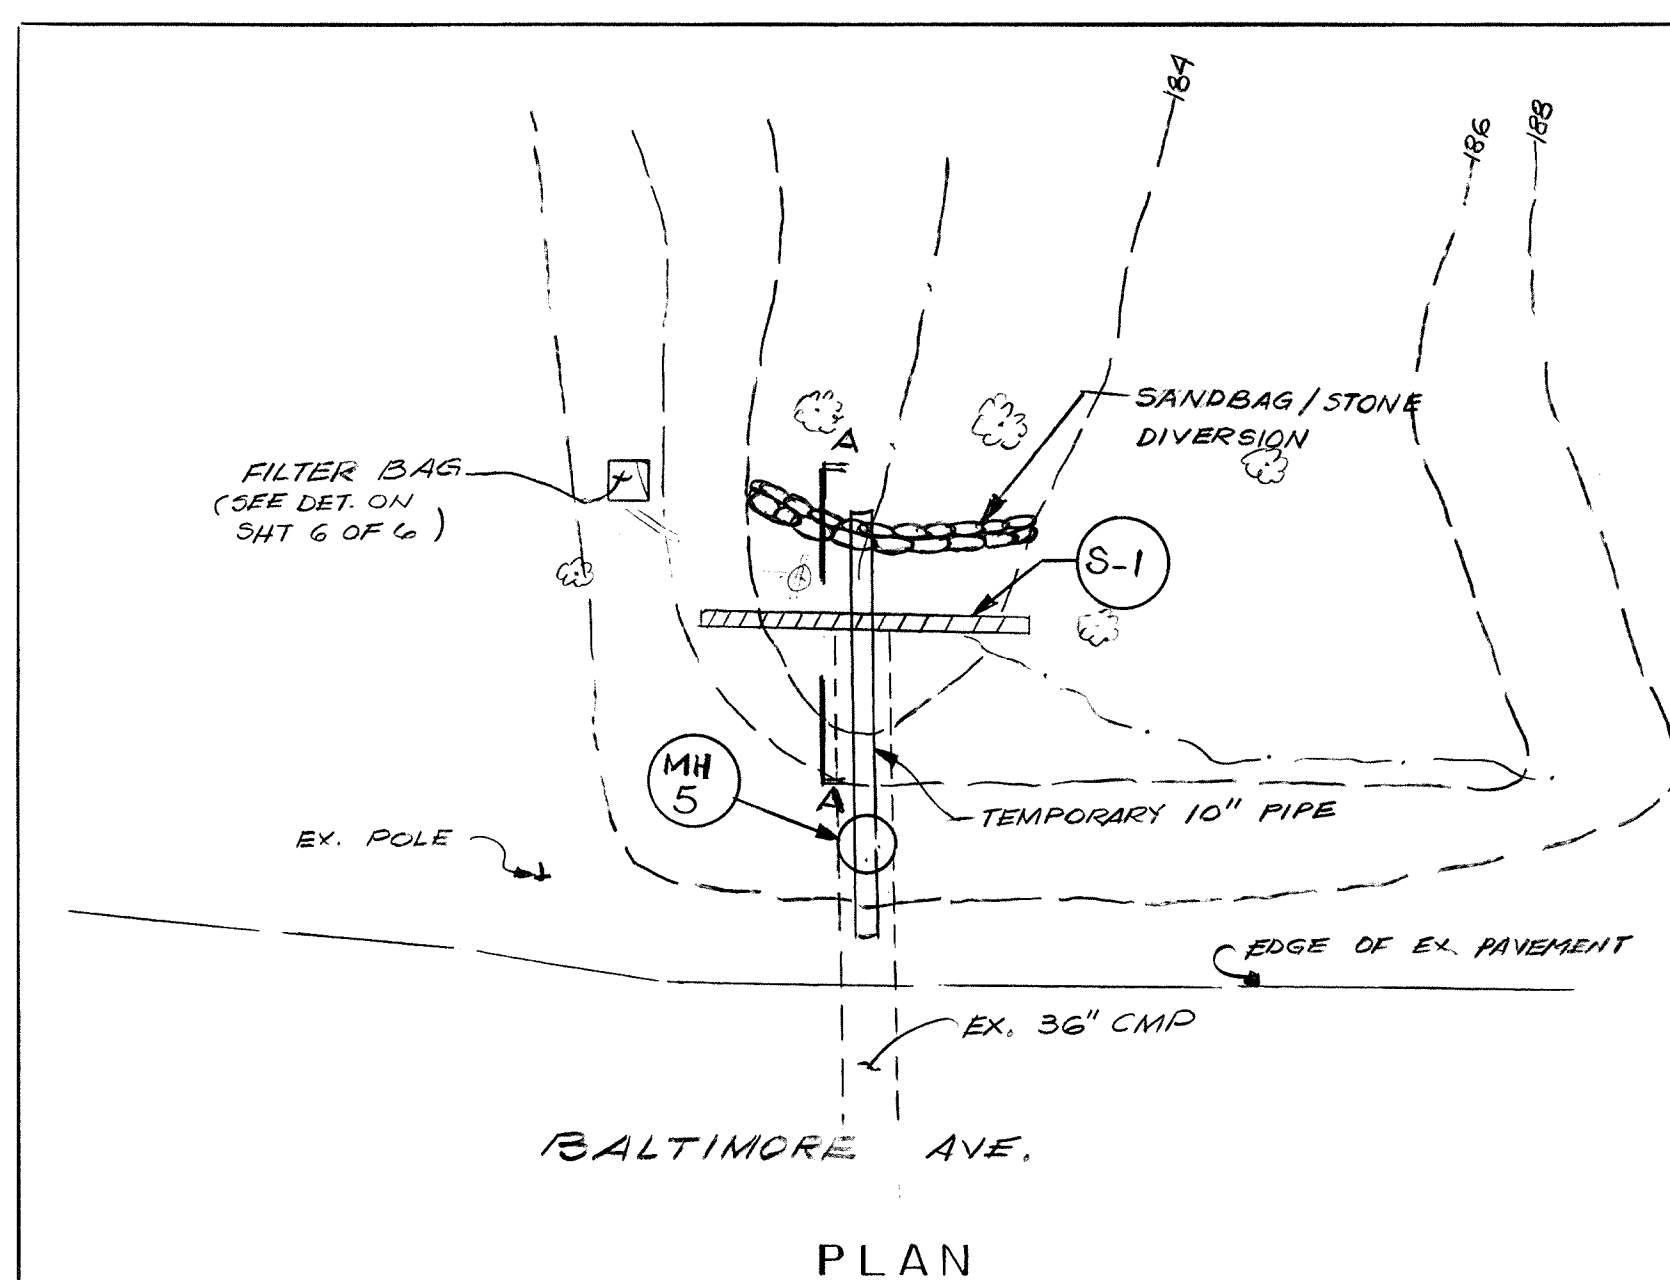 184
186
188
SANDBAG / STONE
DIVERSION
A
FILTER BAG
(SEE DET. ON
SHT 6 OF 6)
S-1
MH
5
A
TEMPORARY 10" PIPE
EX. POLE
EDGE OF EX. PAVEMENT
EX. 36" CMP
BALTIMORE AVE.
PLAN